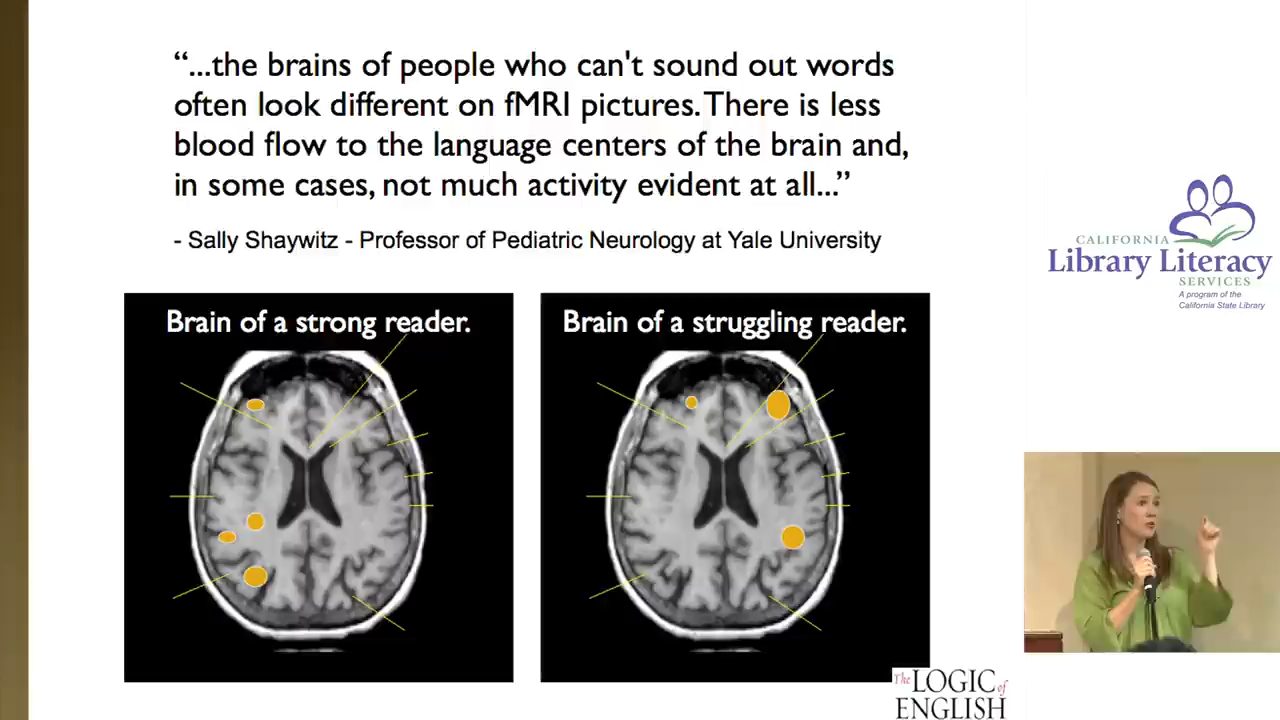 “...the brains of people who can't sound out words
often look different on fMRI pictures. There is less
blood flow to the language centers of the brain and,
in some cases, not much activity evident at all...”
- Sally Shaywitz - Professor of Pediatric Neurology at Yale University
Brain of a strong reader.
Brain of a struggling reader.
CALIFORNIA
Library Literacy
SERVICES
A program of the
California State Library
The LOGIC of
ENGLISH